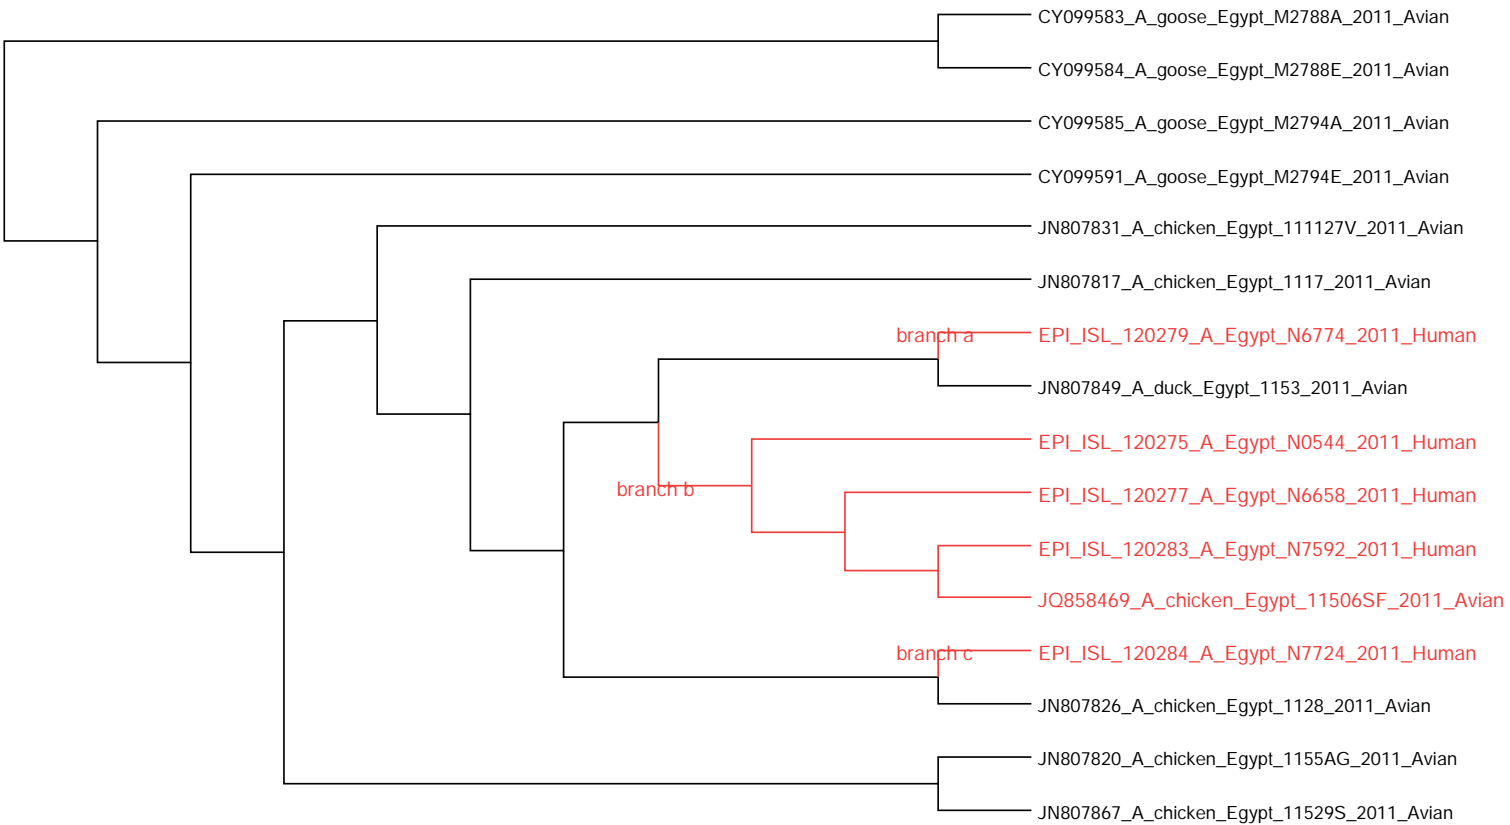 CY099583_A_goose_Egypt_M2788A_2011_Avian
CY099584_A_goose_Egypt_M2788E_2011_Avian
CY099585_A_goose_Egypt_M2794A_2011_Avian
CY099591_A_goose_Egypt_M2794E_2011_Avian
JN807831_A_chicken_Egypt_111127V_2011_Avian
JN807817_A_chicken_Egypt_1117_2011_Avian
branch a
EPI_ISL_120279_A_Egypt_N6774_2011_Human
JN807849_A_duck_Egypt_1153_2011_Avian
EPI_ISL_120275_A_Egypt_N0544_2011_Human
branch b
EPI_ISL_120277_A_Egypt_N6658_2011_Human
EPI_ISL_120283_A_Egypt_N7592_2011_Human
JQ858469_A_chicken_Egypt_11506SF_2011_Avian
branch c
EPI_ISL_120284_A_Egypt_N7724_2011_Human
JN807826_A_chicken_Egypt_1128_2011_Avian
JN807820_A_chicken_Egypt_1155AG_2011_Avian
JN807867_A_chicken_Egypt_11529S_2011_Avian